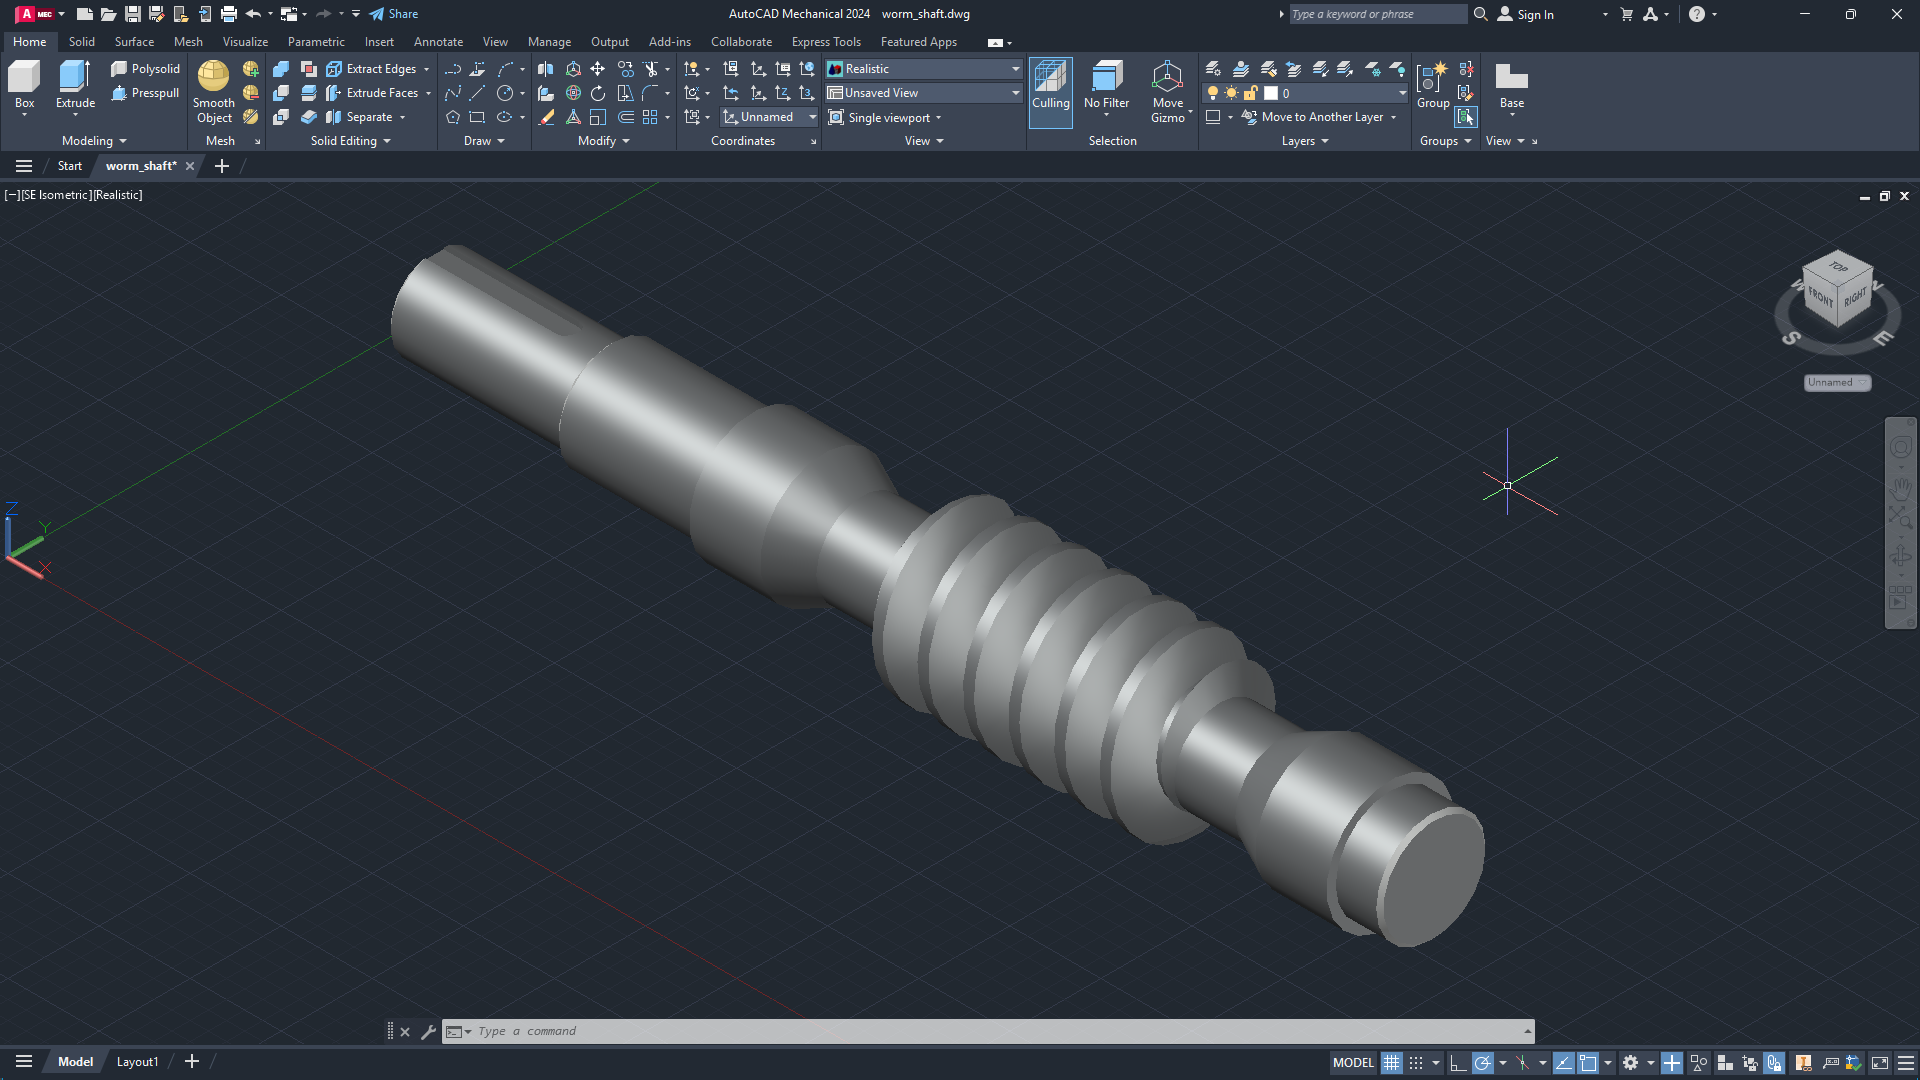 A MEC Share AutoCAD Mechanical 2024 worm_shaft.dwg Type a keyword or phrase Sign In ?
Home Solid Surface Mesh Visualize Parametric Insert Annotate View Manage Output Add-ins Collaborate Express Tools Featured Apps
Box Extrude Polysolid Presspull
Modeling
Smooth Object
Mesh
Extract Edges
Extrude Faces
Separate
Solid Editing
Draw
Modify
Unnamed
Coordinates
Realistic
Unsaved View
Single viewport
View
Culling No Filter Move Gizmo
Selection
0
Move to Another Layer
Layers
Group
Groups
Base
View
Start worm_shaft*
[−][SE Isometric][Realistic]
TOP
FRONT RIGHT
W N
S E
Unnamed
Z
Y
X
Type a command
Model Layout1 MODEL